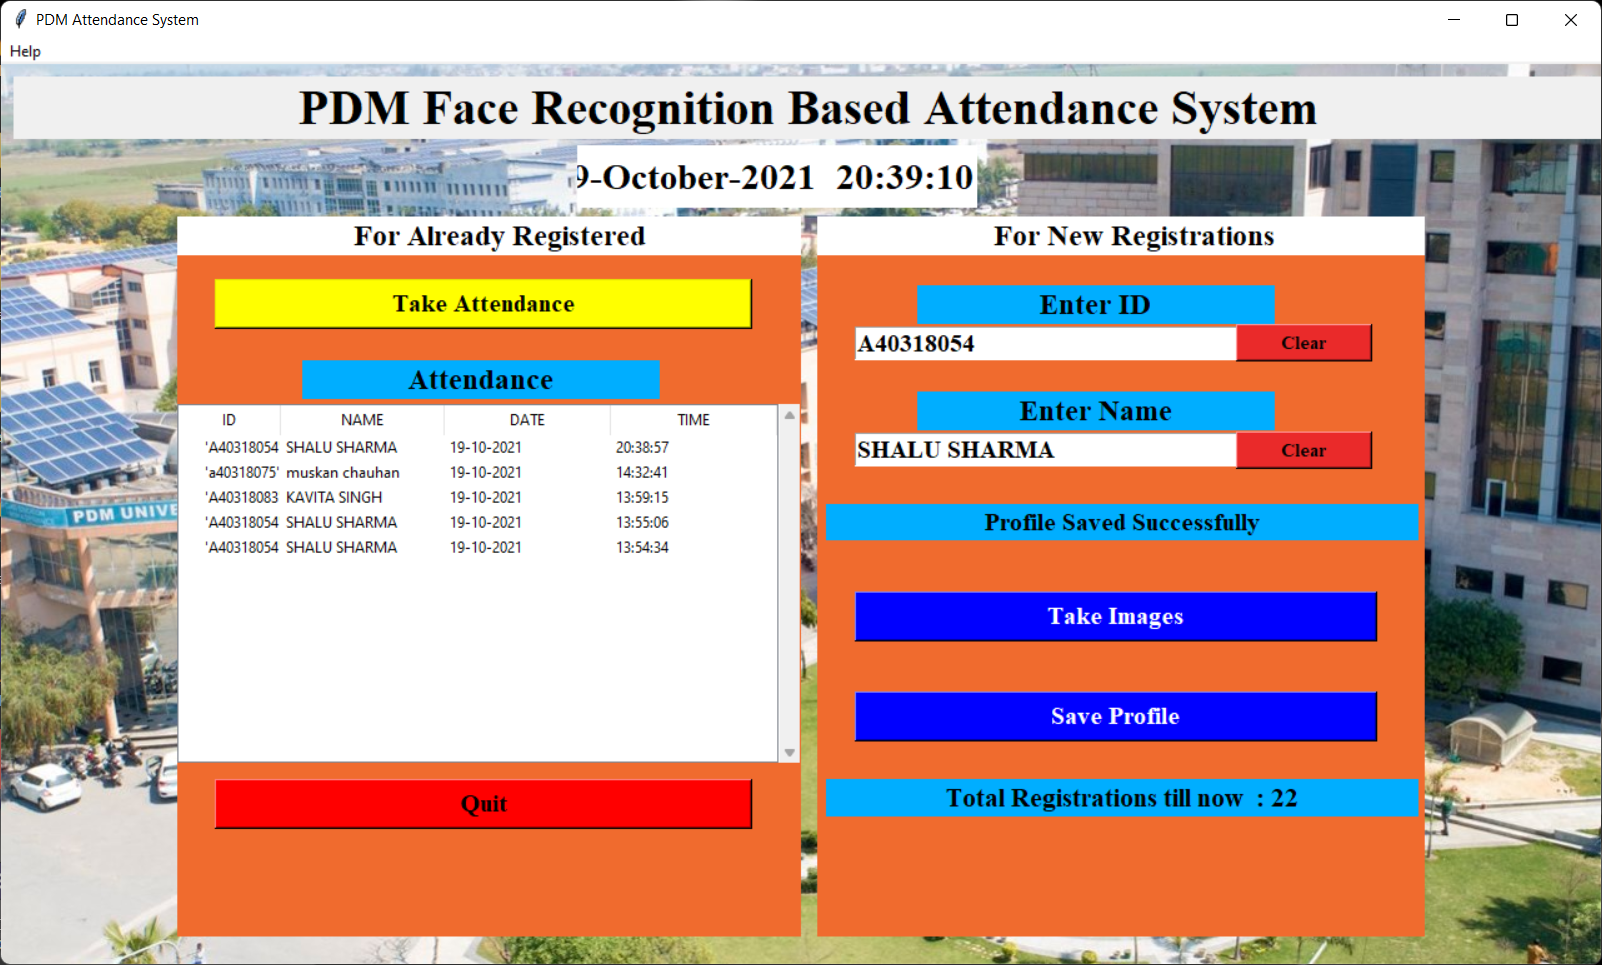 PDM Attendance System
Help
PDM Face Recognition Based Attendance System
9-October-2021 20:39:10
For Already Registered
Take Attendance
Attendance
ID NAME DATE TIME
'A40318054 SHALU SHARMA 19-10-2021 20:38:57
'a40318075' muskan chauhan 19-10-2021 14:32:41
'A40318083 KAVITA SINGH 19-10-2021 13:59:15
'A40318054 SHALU SHARMA 19-10-2021 13:55:06
'A40318054 SHALU SHARMA 19-10-2021 13:54:34
Quit
For New Registrations
Enter ID
A40318054 Clear
Enter Name
SHALU SHARMA Clear
Profile Saved Successfully
Take Images
Save Profile
Total Registrations till now : 22
PDM UNIVE